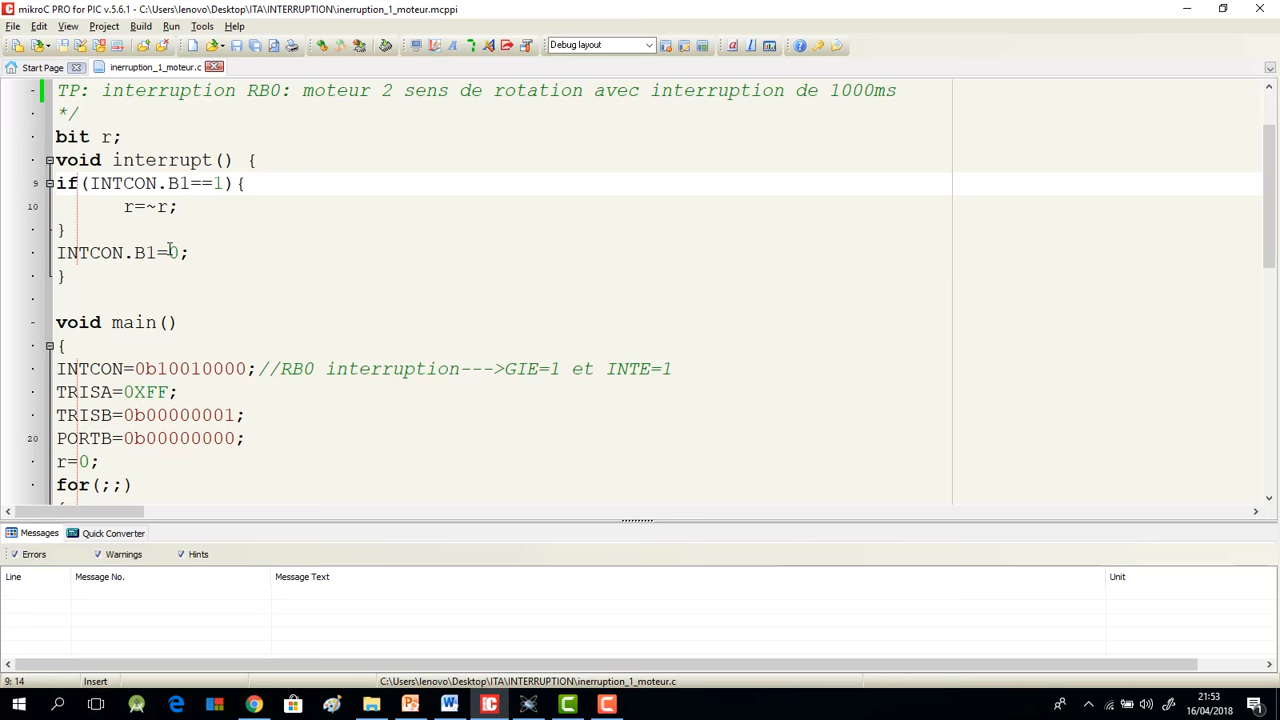 mikroC PRO for PIC v.5.6.1 - C:\Users\lenovo\Desktop\ITA\INTERRUPTION\inerruption_1_moteur.mcppi
File Edit View Project Build Run Tools Help
Debug layout
Start Page inerruption_1_moteur.c
TP: interruption RB0: moteur 2 sens de rotation avec interruption de 1000ms
*/
bit r;
void interrupt() {
9 if(INTCON.B1==1){
10 r=~r;
}
INTCON.B1=0;
}
void main()
{
INTCON=0b10010000;//RB0 interruption--->GIE=1 et INTE=1
TRISA=0XFF;
TRISB=0b00000001;
20 PORTB=0b00000000;
r=0;
for(;;)
Messages Quick Converter
Errors Warnings Hints
Line Message No. Message Text Unit
9: 14 Insert C:\Users\lenovo\Desktop\ITA\INTERRUPTION\inerruption_1_moteur.c
21:53
16/04/2018